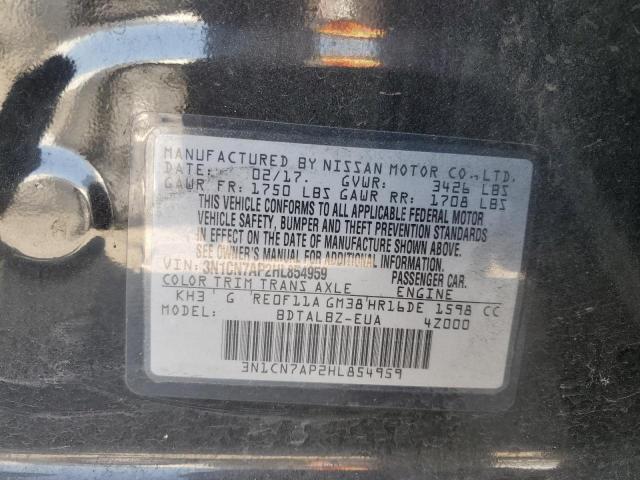 MANUFACTURED BY NISSAN MOTOR CO.,LTD.
DATE: 02/17. GVWR: 3426 LBS
GAWR FR: 1750 LBS GAWR RR: 1708 LBS
THIS VEHICLE CONFORMS TO ALL APPLICABLE FEDERAL MOTOR
VEHICLE SAFETY, BUMPER AND THEFT PREVENTION STANDARDS
IN EFFECT ON THE DATE OF MANUFACTURE SHOWN ABOVE.
SEE OWNER'S MANUAL FOR ADDITIONAL INFORMATION.
VIN: 3N1CN7AP2HL854959 PASSENGER CAR.
COLOR TRIM TRANS AXLE ENGINE
KH3 G RE0F11A GM38 HR16DE 1598 CC
MODEL: BDTALBZ-EUA 4Z000
3N1CN7AP2HL854959